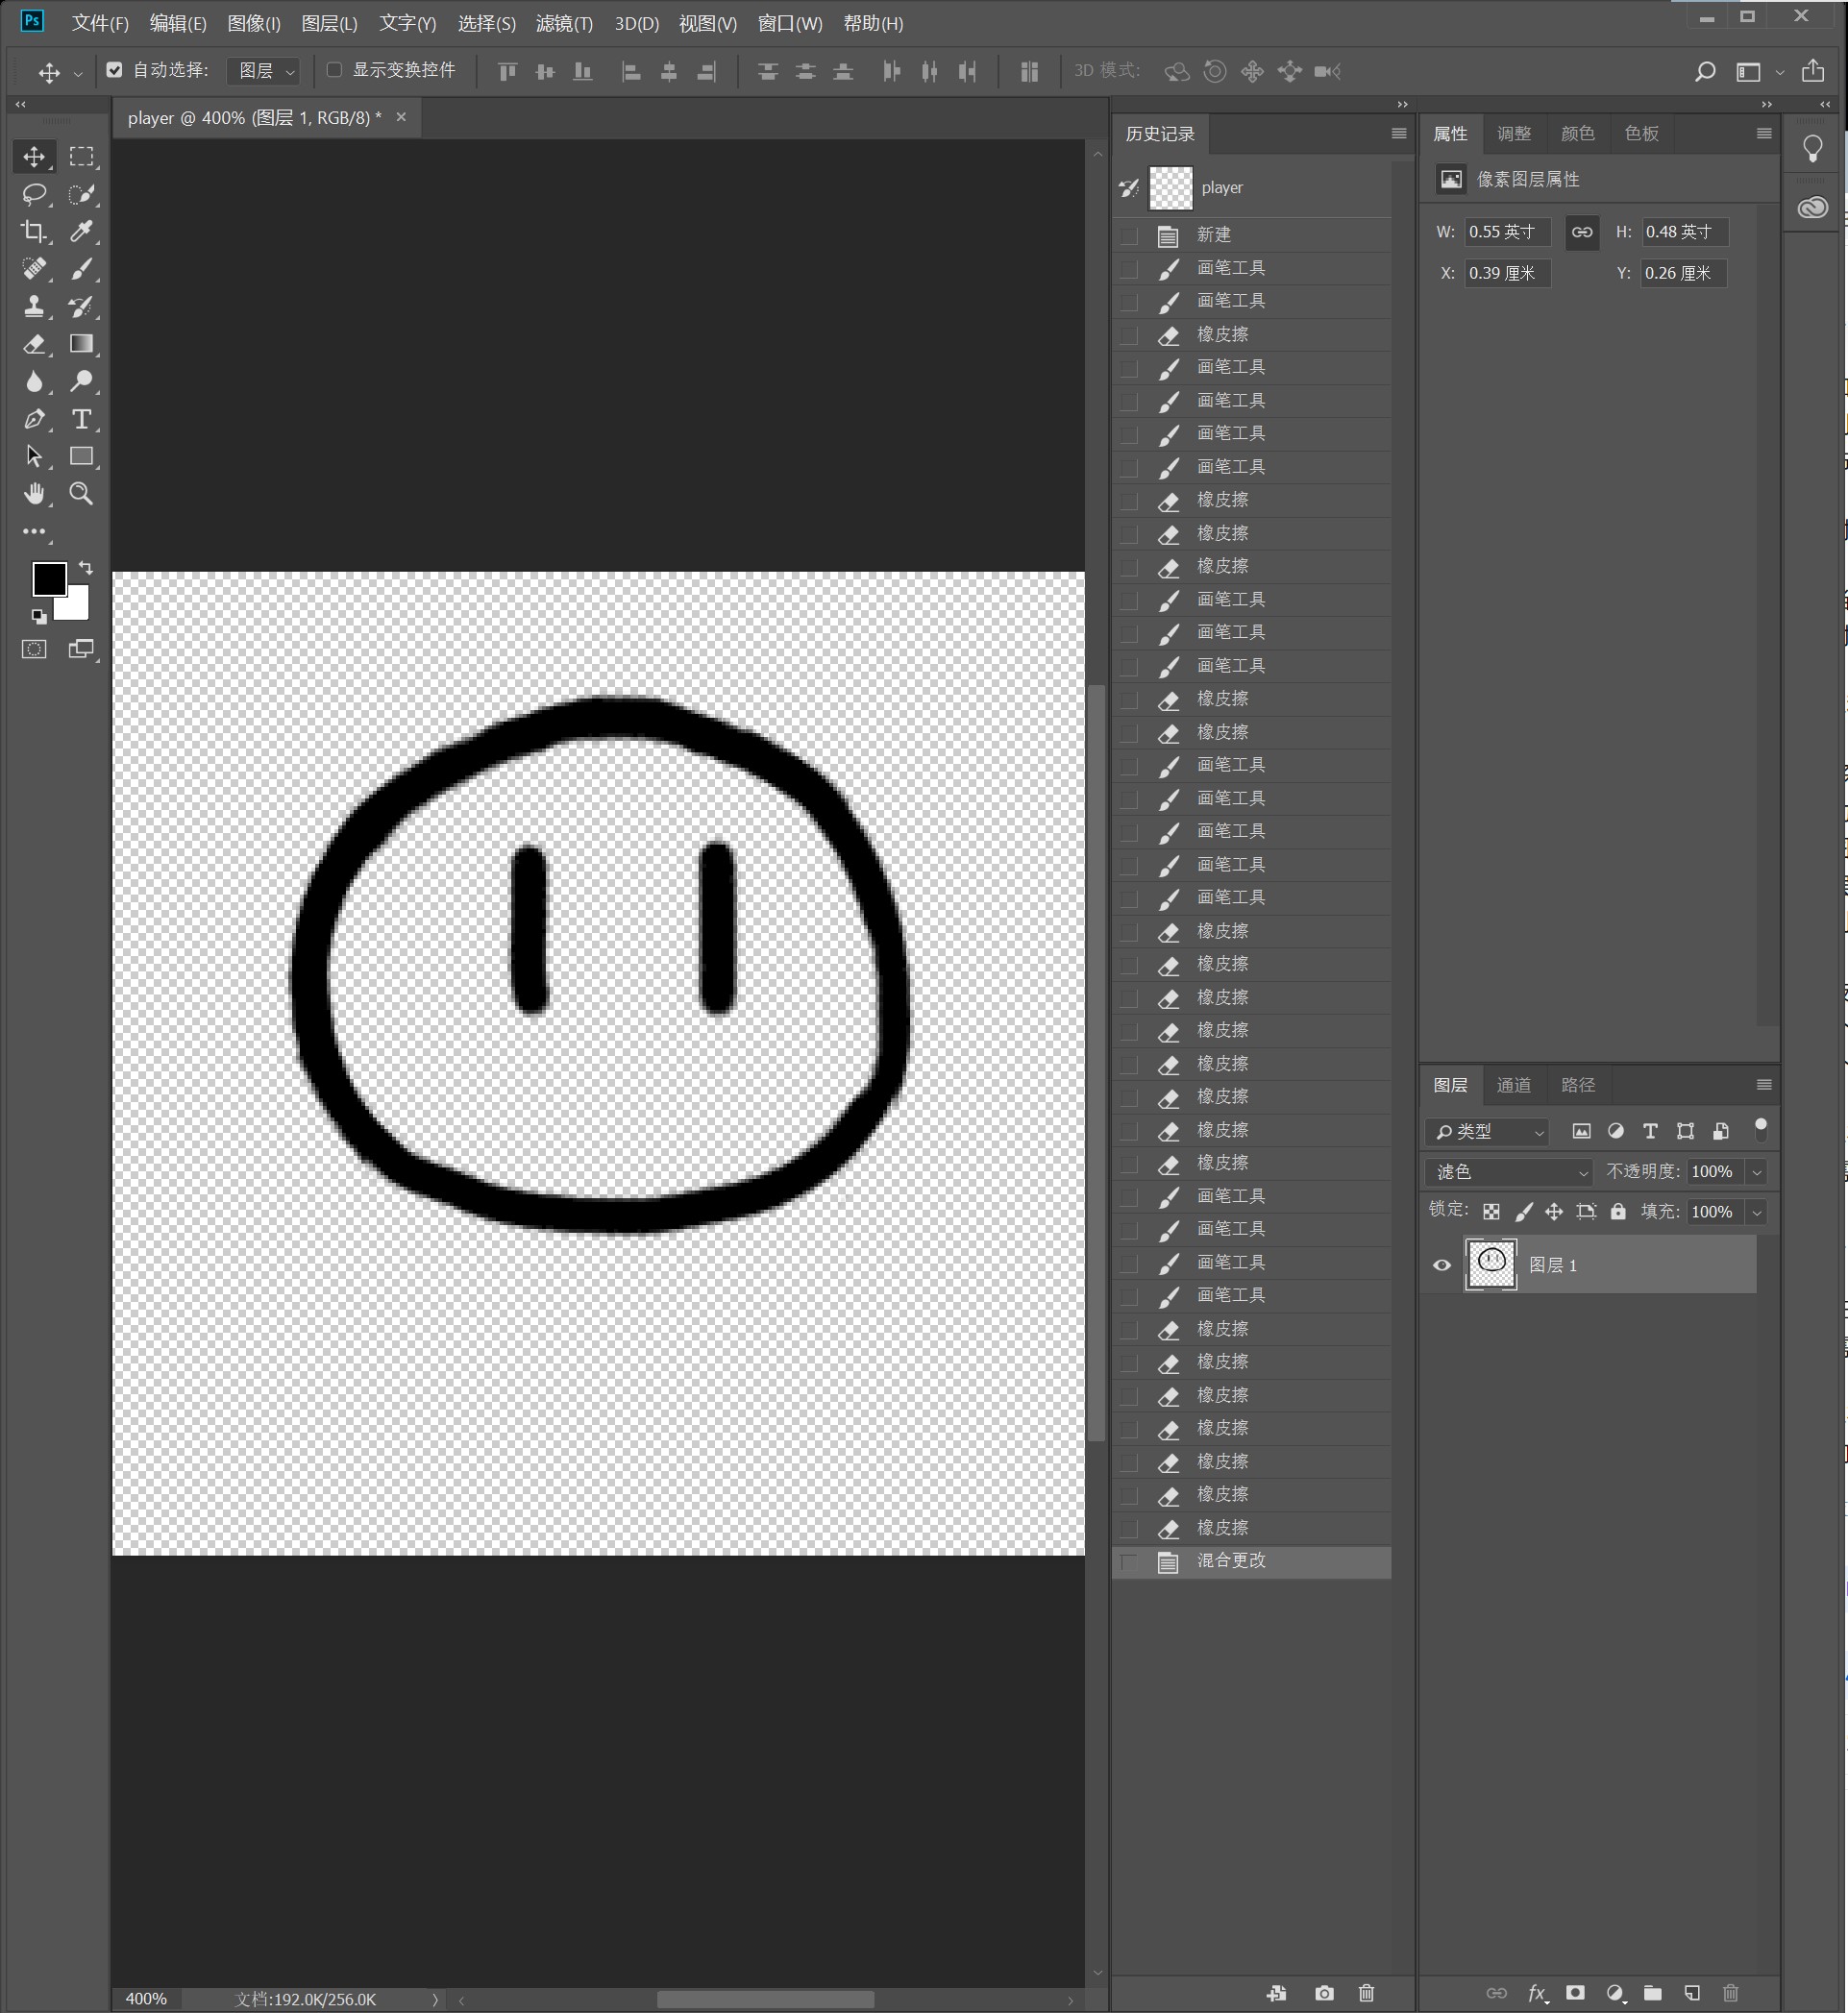 Ps 文件(F) 编辑(E) 图像(I) 图层(L) 文字(Y) 选择(S) 滤镜(T) 3D(D) 视图(V) 窗口(W) 帮助(H)
自动选择: 图层 显示变换控件 3D 模式:
player @ 400% (图层 1, RGB/8) *
历史记录
player
新建
画笔工具
画笔工具
橡皮擦
画笔工具
画笔工具
画笔工具
画笔工具
橡皮擦
橡皮擦
橡皮擦
画笔工具
画笔工具
画笔工具
橡皮擦
橡皮擦
画笔工具
画笔工具
画笔工具
画笔工具
画笔工具
橡皮擦
橡皮擦
橡皮擦
橡皮擦
橡皮擦
橡皮擦
橡皮擦
橡皮擦
画笔工具
画笔工具
画笔工具
画笔工具
橡皮擦
橡皮擦
橡皮擦
橡皮擦
橡皮擦
橡皮擦
橡皮擦
混合更改
属性 调整 颜色 色板
像素图层属性
W: 0.55 英寸 H: 0.48 英寸
X: 0.39 厘米 Y: 0.26 厘米
图层 通道 路径
类型
滤色 不透明度: 100%
锁定: 填充: 100%
图层 1
fx
400% 文档:192.0K/256.0K